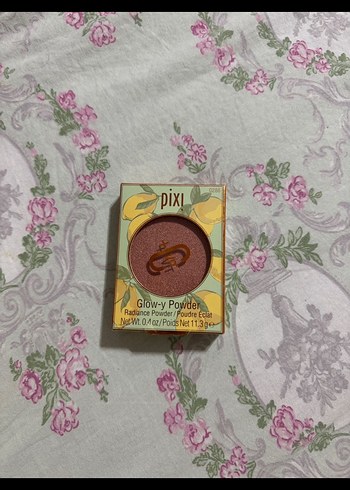 pixi
Glow-y Powder
Radiance Powder / Poudre Éclat
Net Wt. 0.4oz/Poids Net 11.3g℮